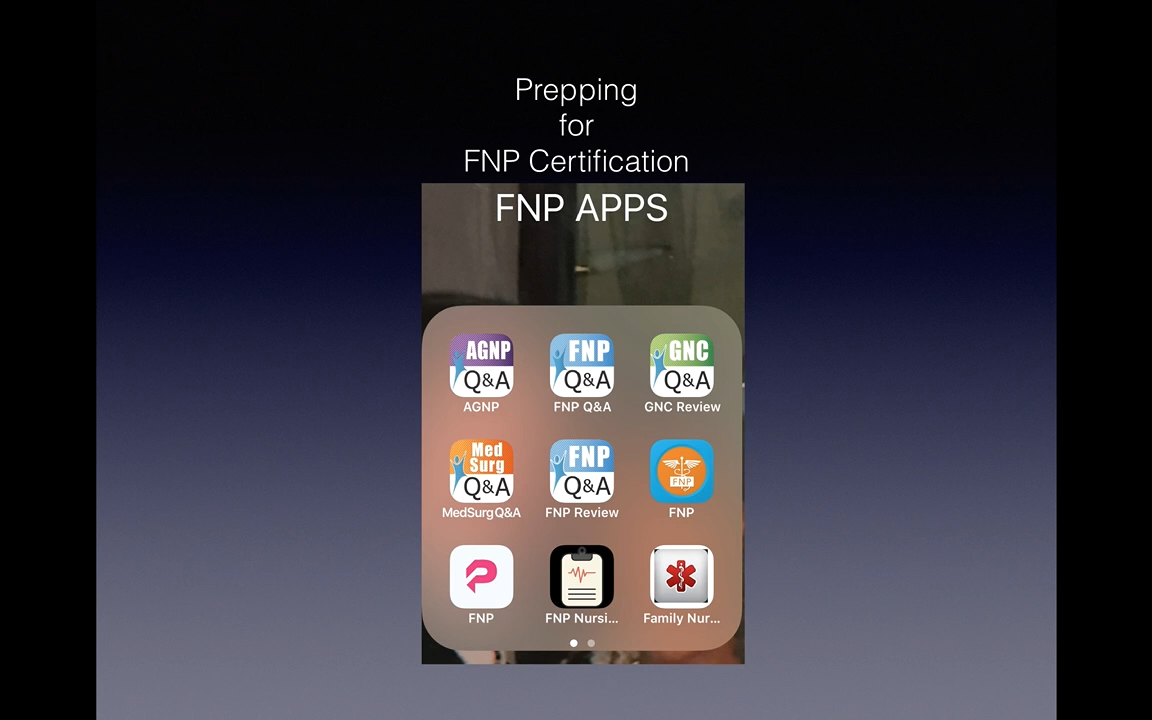 Prepping
for
FNP Certification
FNP APPS
AGNP
Q&A
AGNP
FNP
Q&A
FNP Q&A
GNC
Q&A
GNC Review
Med
Surg
Q&A
MedSurgQ&A
FNP
Q&A
FNP Review
FNP
FNP
FNP
FNP Nursi...
Family Nur...